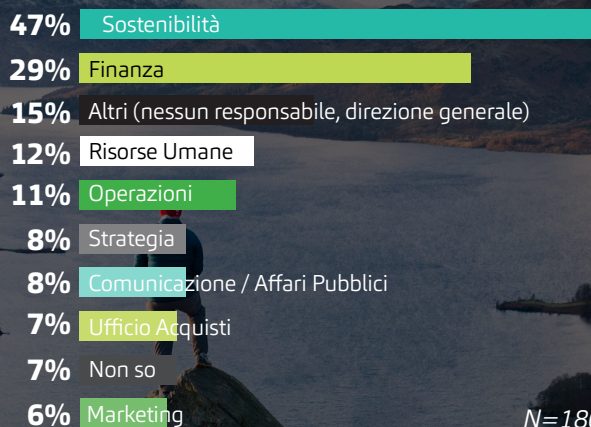 47% Sostenibilità
29% Finanza
15% Altri (nessun responsabile, direzione generale)
12% Risorse Umane
11% Operazioni
8% Strategia
8% Comunicazione / Affari Pubblici
7% Ufficio Acquisti
7% Non so
6% Marketing